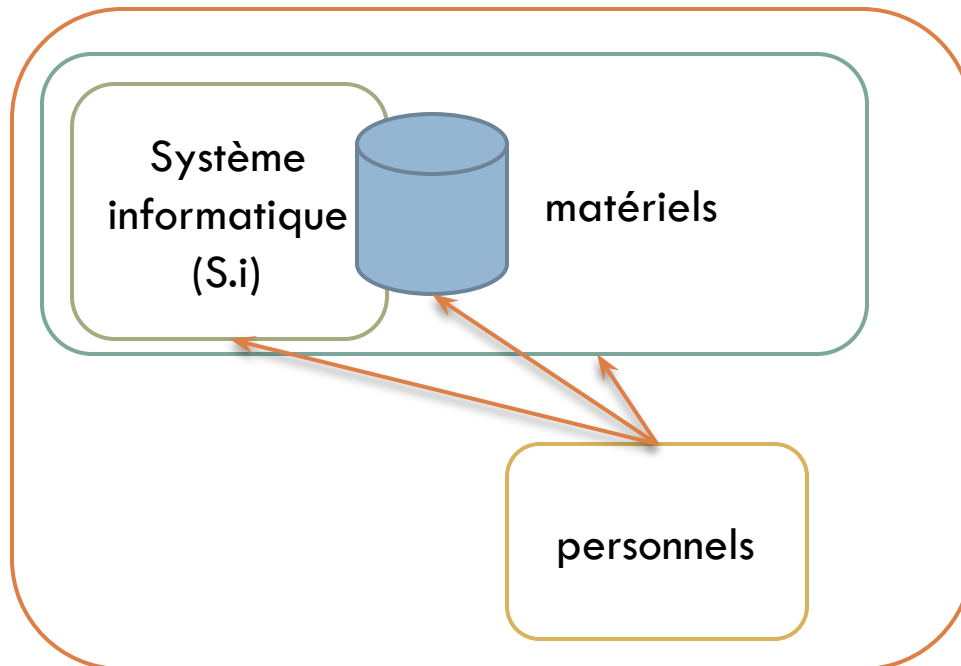 Système
informatique
(S.i)
matériels
personnels